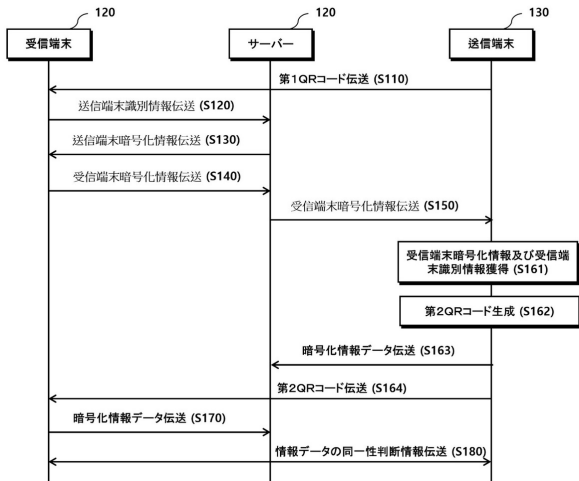 120
120
130
受信端末
サーバー
送信端末
第1QRコード伝送 (S110)
送信端末識別情報伝送 (S120)
送信端末暗号化情報伝送 (S130)
受信端末暗号化情報伝送 (S140)
受信端末暗号化情報伝送 (S150)
受信端末暗号化情報及び受信端
末識別情報獲得 (S161)
第2QRコード生成 (S162)
暗号化情報データ伝送 (S163)
第2QRコード伝送 (S164)
暗号化情報データ伝送 (S170)
情報データの同一性判断情報伝送 (S180)